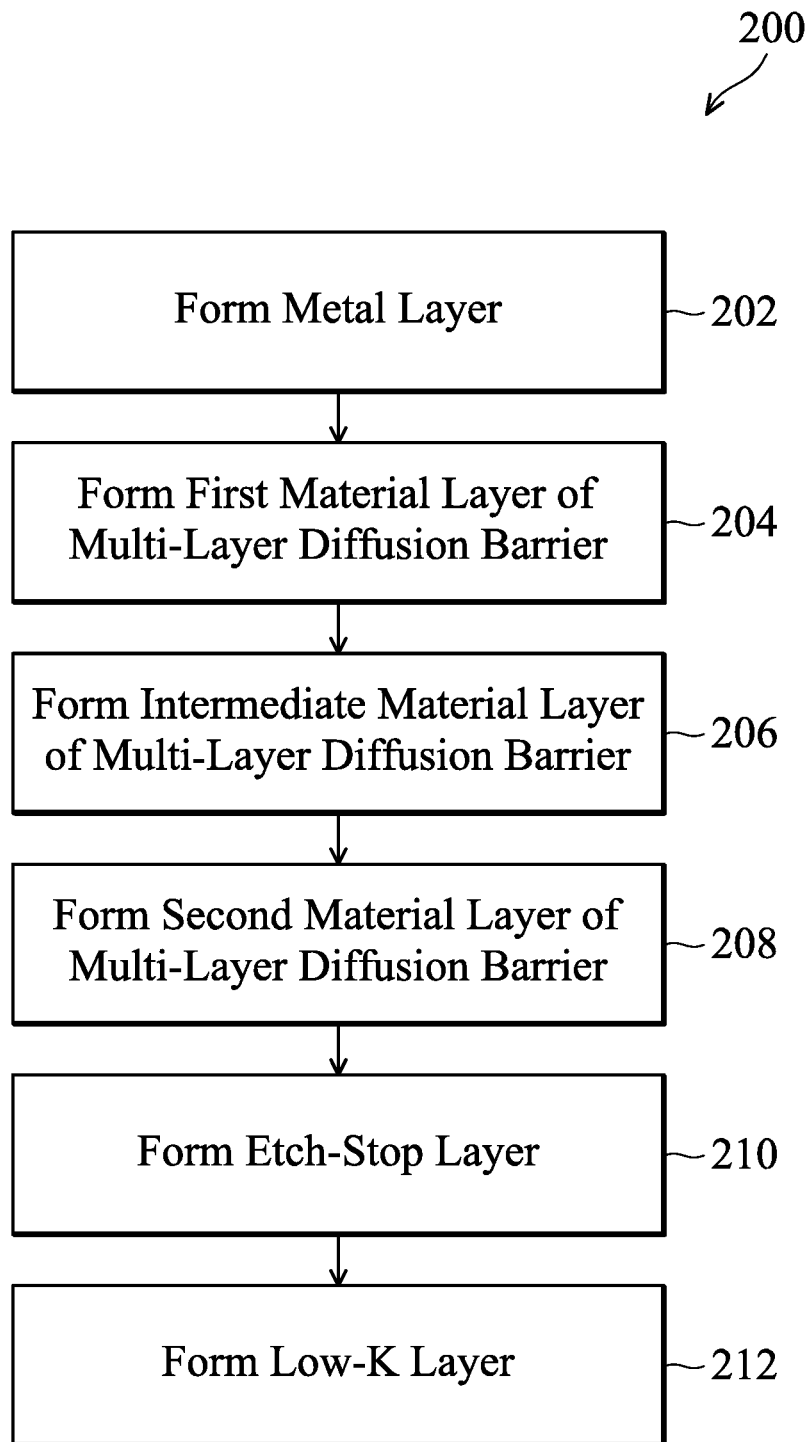 200
Form Metal Layer
202
Form First Material Layer of
Multi-Layer Diffusion Barrier
204
Form Intermediate Material Layer
of Multi-Layer Diffusion Barrier
206
Form Second Material Layer of
Multi-Layer Diffusion Barrier
208
Form Etch-Stop Layer
210
Form Low-K Layer
212